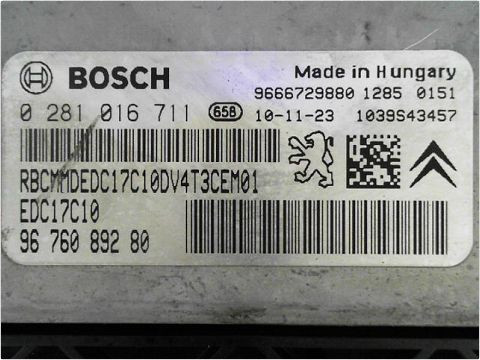 BOSCH
Made in Hungary
9666729880 1285 0151
0 281 016 711 658 10-11-23 1039S43457
RBCMMDEDC17C10DV4T3CEM01
EDC17C10
96 760 892 80